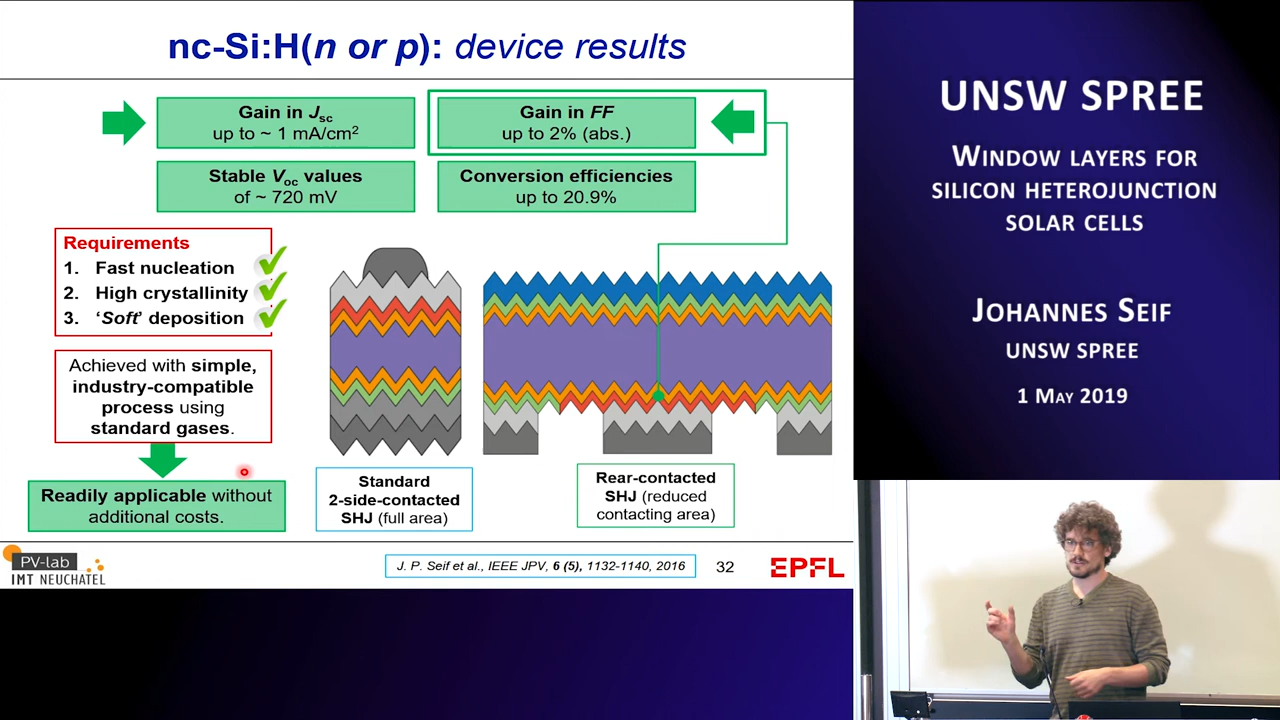 nc-Si:H(n or p): device results
Gain in Jsc
up to ~ 1 mA/cm²
Gain in FF
up to 2% (abs.)
Stable Voc values
of ~ 720 mV
Conversion efficiencies
up to 20.9%
Requirements
1. Fast nucleation
2. High crystallinity
3. ‘Soft’ deposition
Achieved with simple,
industry-compatible
process using
standard gases.
Readily applicable without
additional costs.
Standard
2-side-contacted
SHJ (full area)
Rear-contacted
SHJ (reduced
contacting area)
PV-lab
IMT NEUCHATEL
J. P. Seif et al., IEEE JPV, 6 (5), 1132-1140, 2016
32
EPFL
UNSW SPREE
WINDOW LAYERS FOR
SILICON HETEROJUNCTION
SOLAR CELLS
JOHANNES SEIF
UNSW SPREE
1 MAY 2019